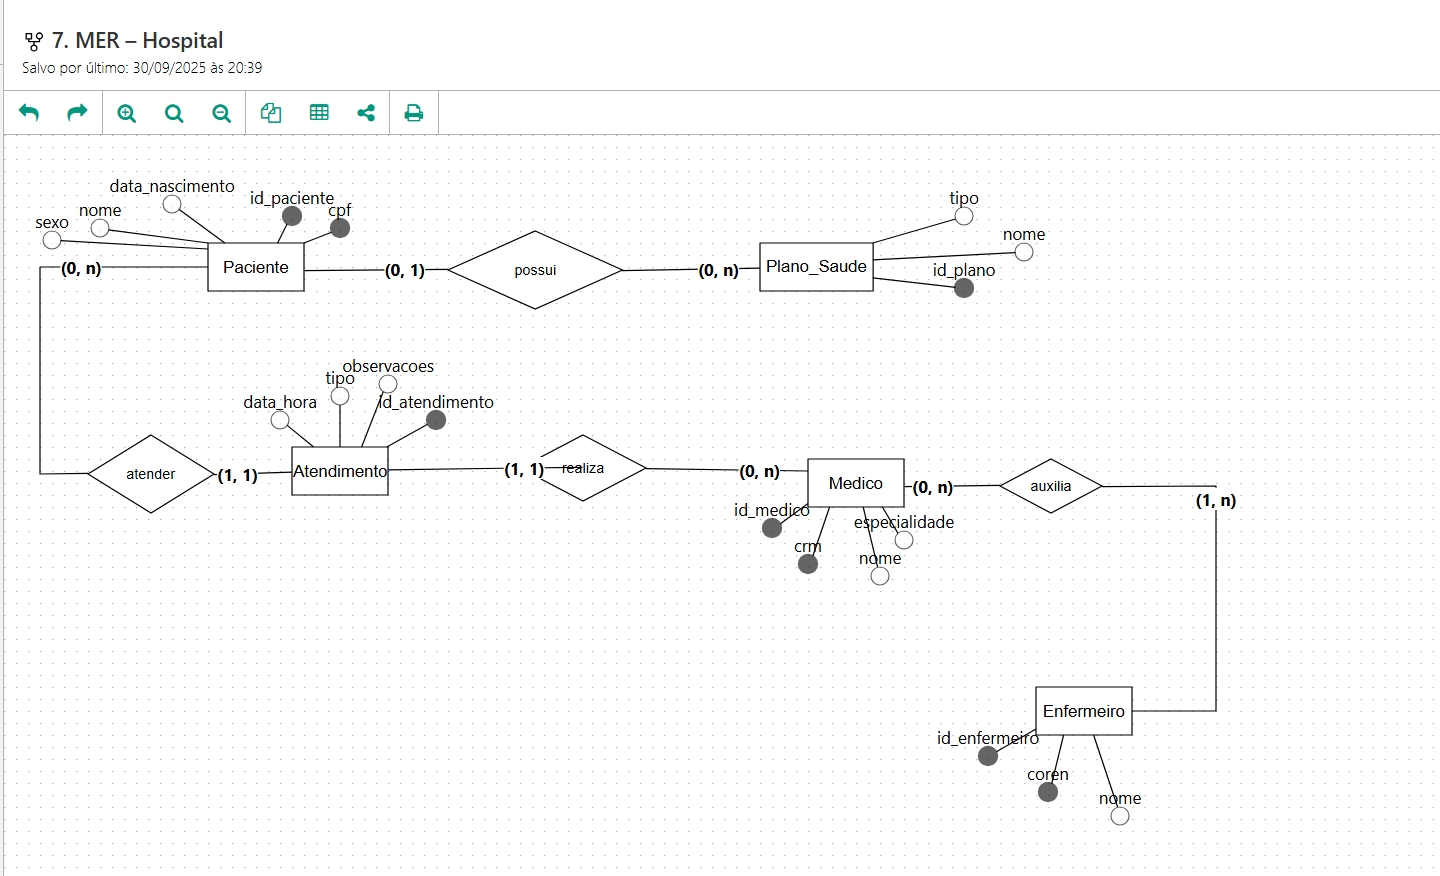 7. MER – Hospital
Salvo por último: 30/09/2025 às 20:39
data_nascimento
id_paciente
tipo
nome
cpf
sexo
nome
(0, n)
Paciente
(0, 1)
possui
(0, n)
Plano_Saude
id_plano
observacoes
tipo
data_hora
id_atendimento
atender
(1, 1)
Atendimento
(1, 1)
realiza
(0, n)
Medico
(0, n)
auxilia
(1, n)
id_medico
especialidade
crm
nome
Enfermeiro
id_enfermeiro
coren
nome